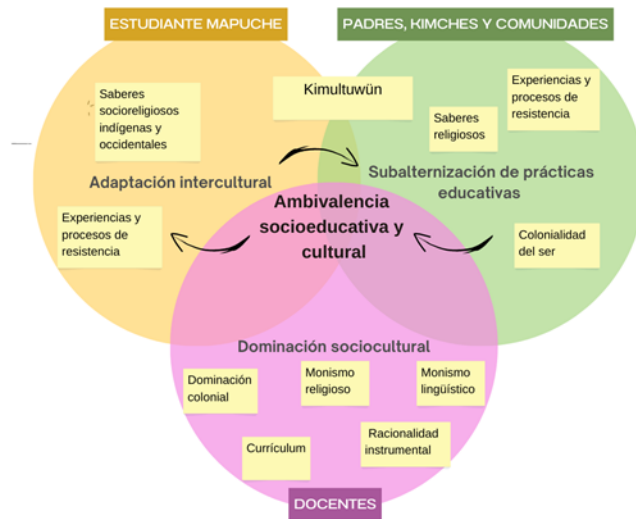 ESTUDIANTE MAPUCHE
PADRES, KIMCHES Y COMUNIDADES
Saberes
socioreligiosos
indígenas y
occidentales
Kimultuwün
Experiencias y
procesos de
resistencia
Saberes
religiosos
Adaptación intercultural
Subalternización de prácticas
educativas
Ambivalencia
socioeducativa y
cultural
Experiencias y
procesos de
resistencia
Colonialidad
del ser
Dominación sociocultural
Dominación
colonial
Monismo
religioso
Monismo
lingüístico
Currículum
Racionalidad
instrumental
DOCENTES